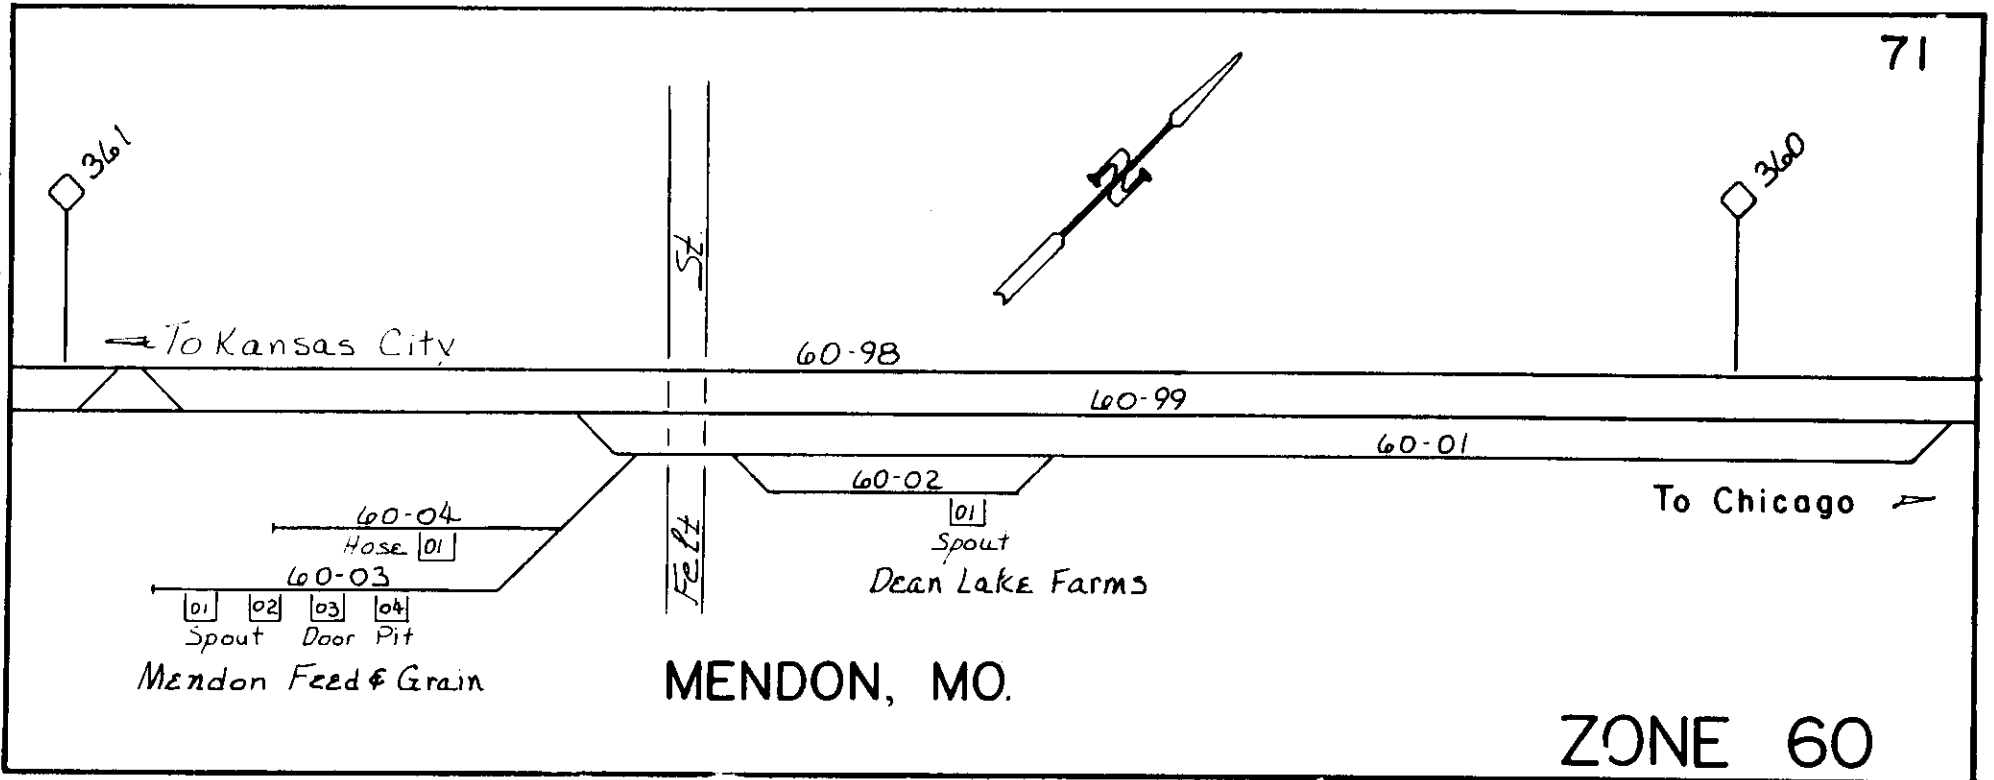 71
361
360
N
St.
To Kansas City
60-98
60-99
60-01
60-02
To Chicago
60-04
01
Hose 01
Spout
Felt
60-03
Dean Lake Farms
01 02 03 04
Spout Door Pit
Mendon Feed & Grain
MENDON, MO.
ZONE 60